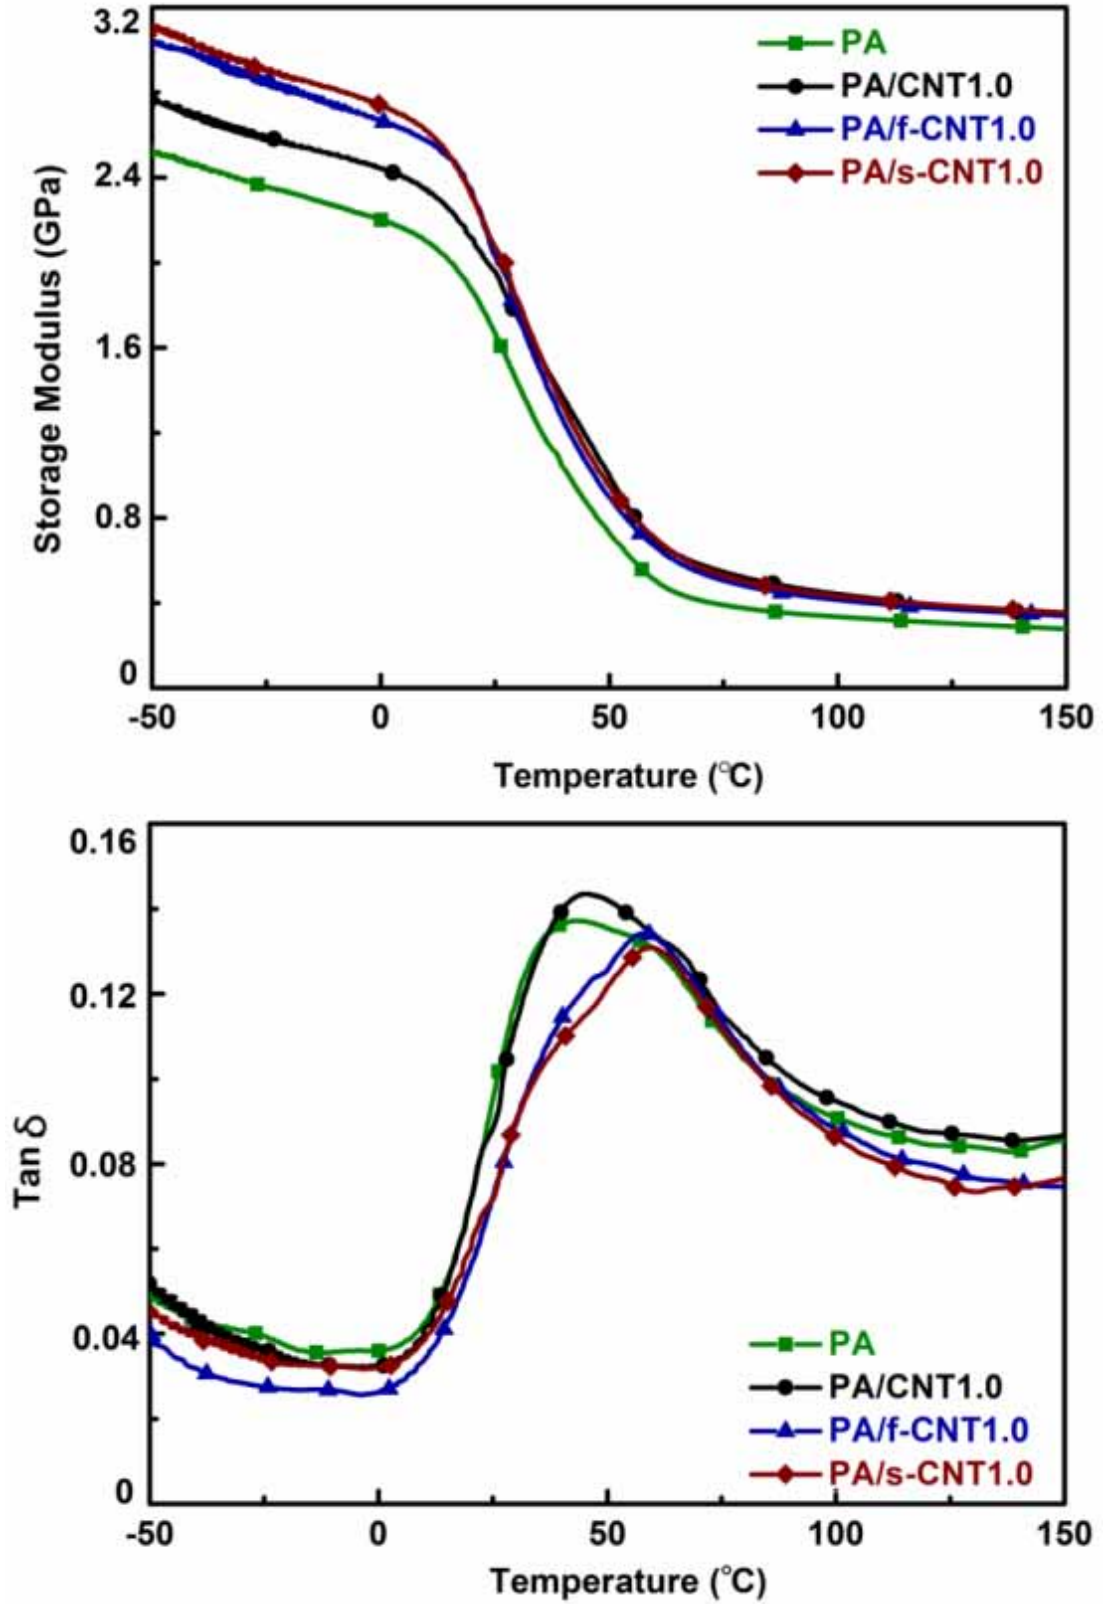 3.2
2.4
1.6
0.8
0
Storage Modulus (GPa)
PA
PA/CNT1.0
PA/f-CNT1.0
PA/s-CNT1.0
-50 0 50 100 150
Temperature (°C)
0.16
0.12
0.08
0.04
0
Tan δ
PA
PA/CNT1.0
PA/f-CNT1.0
PA/s-CNT1.0
-50 0 50 100 150
Temperature (°C)